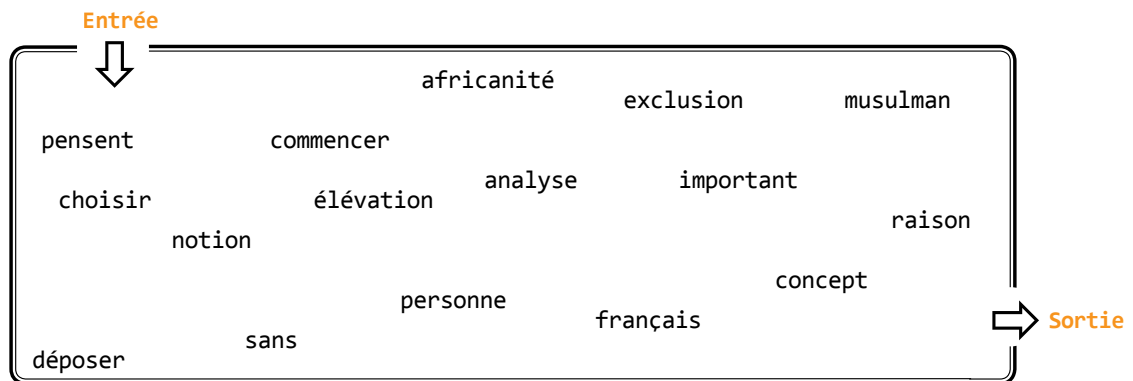 Entrée
africanité
exclusion musulman
pensent commencer
analyse important
choisir élévation
raison
notion
concept
personne
français Sortie
sans
déposer